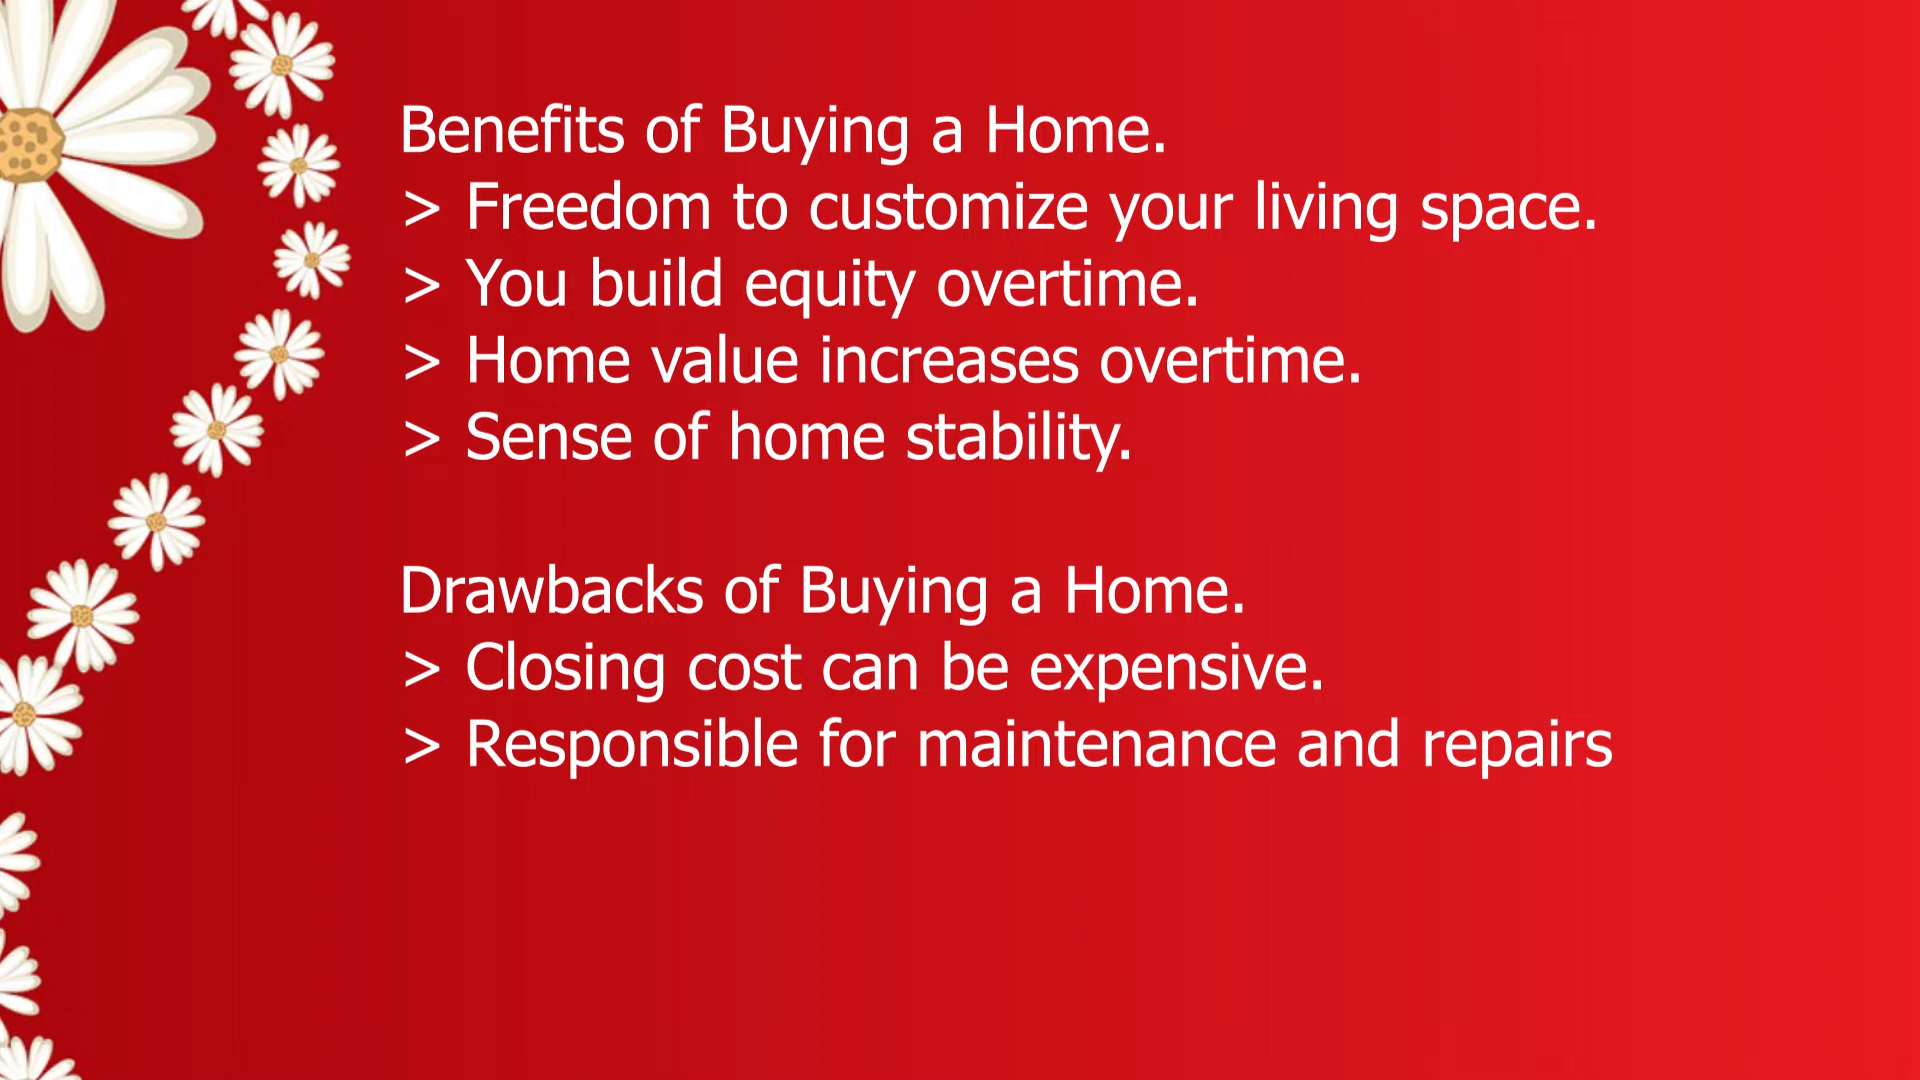 Benefits of Buying a Home.
> Freedom to customize your living space.
> You build equity overtime.
> Home value increases overtime.
> Sense of home stability.
Drawbacks of Buying a Home.
> Closing cost can be expensive.
> Responsible for maintenance and repairs